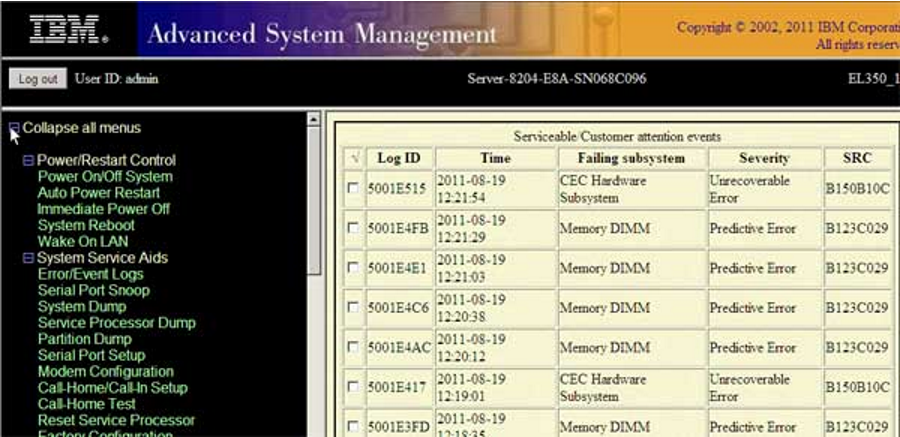 IBM®
Advanced System Management
Copyright © 2002, 2011 IBM Corporati
All rights reserv
Log out User ID: admin Server-8204-E8A-SN068C096 EL350_1
Collapse all menus
Power/Restart Control
Power On/Off System
Auto Power Restart
Immediate Power Off
System Reboot
Wake On LAN
System Service Aids
Error/Event Logs
Serial Port Snoop
System Dump
Service Processor Dump
Partition Dump
Serial Port Setup
Modem Configuration
Call-Home/Call-In Setup
Call-Home Test
Reset Service Processor
Factory Configuration
Serviceable Customer attention events
√ Log ID Time Failing subsystem Severity SRC
5001E515 2011-08-19 12:21:54 CEC Hardware Subsystem Unrecoverable Error B150B10C
5001E4FB 2011-08-19 12:21:29 Memory DIMM Predictive Error B123C029
5001E4E1 2011-08-19 12:21:03 Memory DIMM Predictive Error B123C029
5001E4C6 2011-08-19 12:20:38 Memory DIMM Predictive Error B123C029
5001E4AC 2011-08-19 12:20:12 Memory DIMM Predictive Error B123C029
5001E417 2011-08-19 12:19:01 CEC Hardware Subsystem Unrecoverable Error B150B10C
5001E3FD 2011-08-19 12:18:35 Memory DIMM Predictive Error B123C029